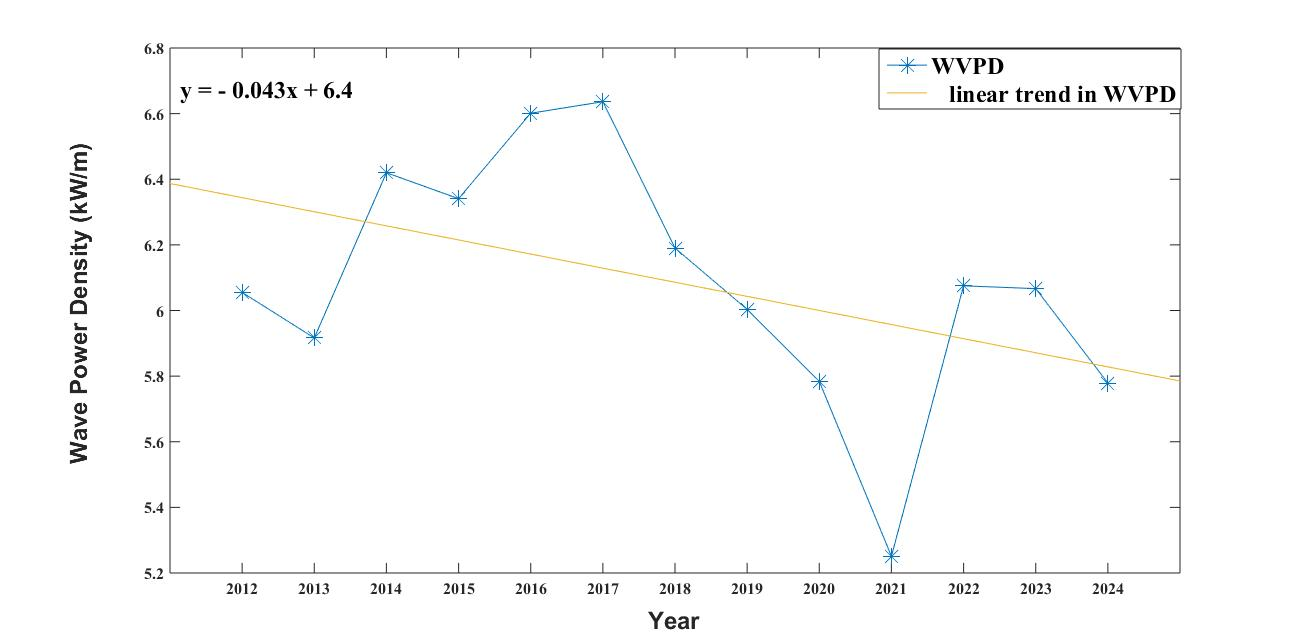 y = - 0.043x + 6.4
WVPD
linear trend in WVPD
Wave Power Density (kW/m)
6.8
6.6
6.4
6.2
6
5.8
5.6
5.4
5.2
2012 2013 2014 2015 2016 2017 2018 2019 2020 2021 2022 2023 2024
Year